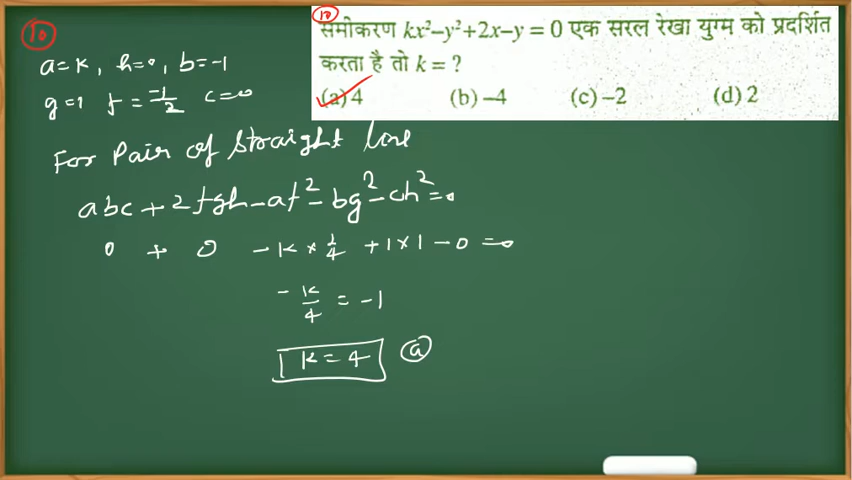 10
10 समीकरण kx²–y²+2x–y = 0 एक सरल रेखा युग्म को प्रदर्शित
करता है तो k = ?
(a) 4 (b) –4 (c) –2 (d) 2
a=k, h=0, b=-1
g=1 f = -1/2 c=0
For Pair of Straight line
abc + 2fgh - af² - bg² - ch² = 0
0 + 0 - k × 1/4 + 1 × 1 - 0 = 0
- k/4 = -1
k = 4 (a)